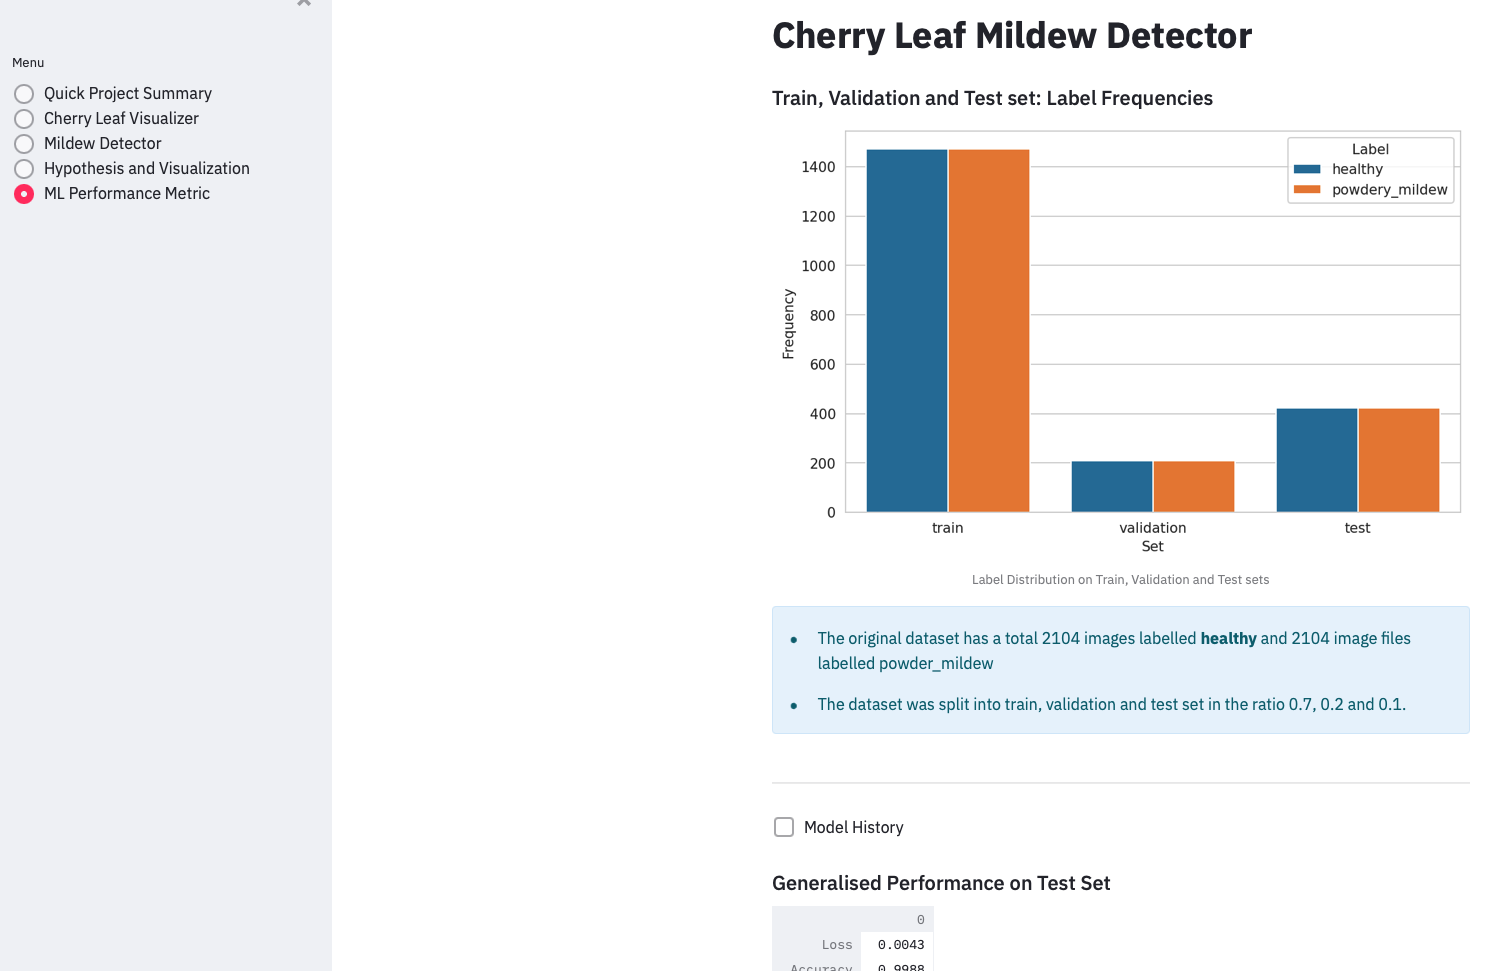 Menu
Quick Project Summary
Cherry Leaf Visualizer
Mildew Detector
Hypothesis and Visualization
ML Performance Metric
Cherry Leaf Mildew Detector
Train, Validation and Test set: Label Frequencies
Label
healthy
powdery_mildew
1400
1200
1000
800
600
400
200
0
Frequency
train
validation
test
Set
Label Distribution on Train, Validation and Test sets
The original dataset has a total 2104 images labelled healthy and 2104 image files
labelled powder_mildew
The dataset was split into train, validation and test set in the ratio 0.7, 0.2 and 0.1.
Model History
Generalised Performance on Test Set
0
Loss 0.0043
Accuracy 0.9988